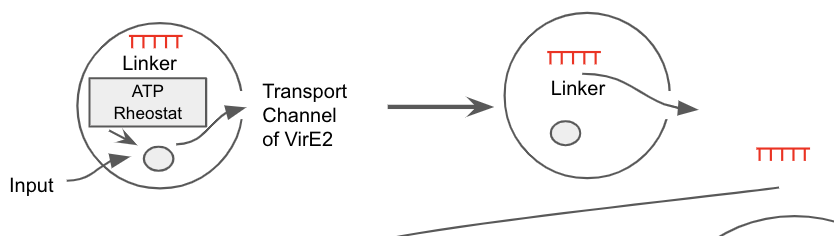 Linker
ATP
Rheostat
Input
Transport
Channel
of VirE2
Linker